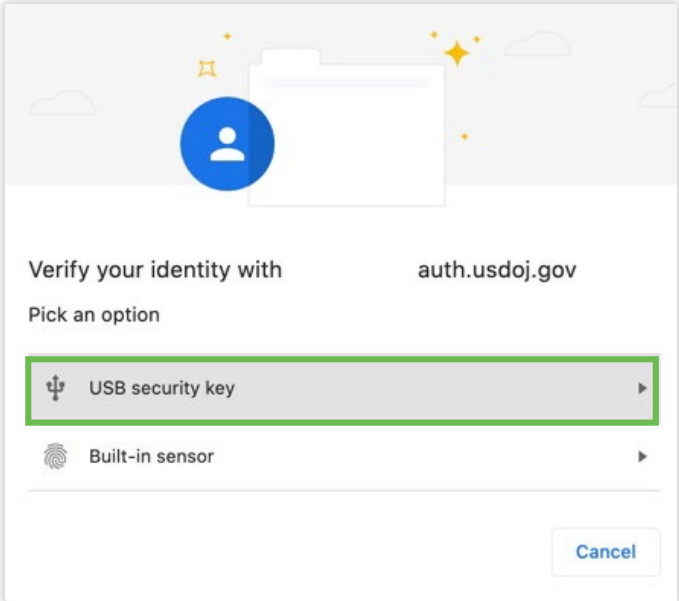 Verify your identity with auth.usdoj.gov
Pick an option
USB security key
Built-in sensor
Cancel